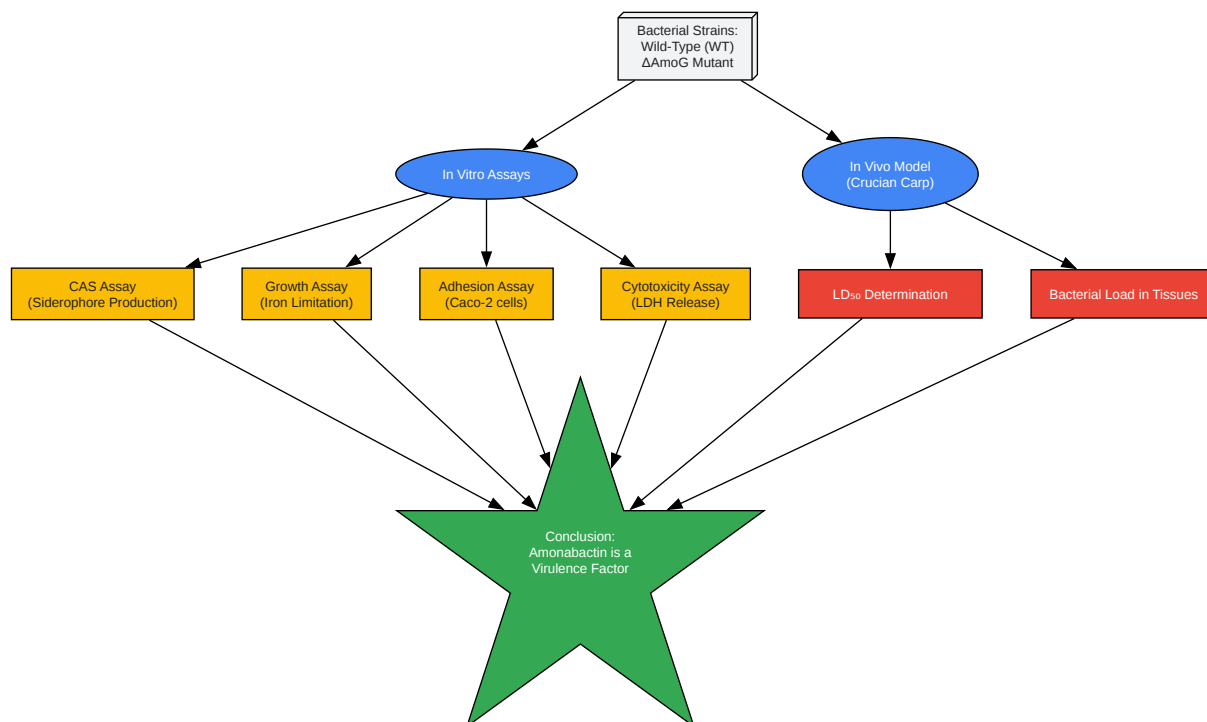 Bacterial Strains:
Wild-Type (WT)
ΔAmoG Mutant
In Vitro Assays
In Vivo Model
(Crucian Carp)
CAS Assay
(Siderophore Production)
Growth Assay
(Iron Limitation)
Adhesion Assay
(Caco-2 cells)
Cytotoxicity Assay
(LDH Release)
LD₅₀ Determination
Bacterial Load in Tissues
Conclusion:
Amonabactin is a
Virulence Factor